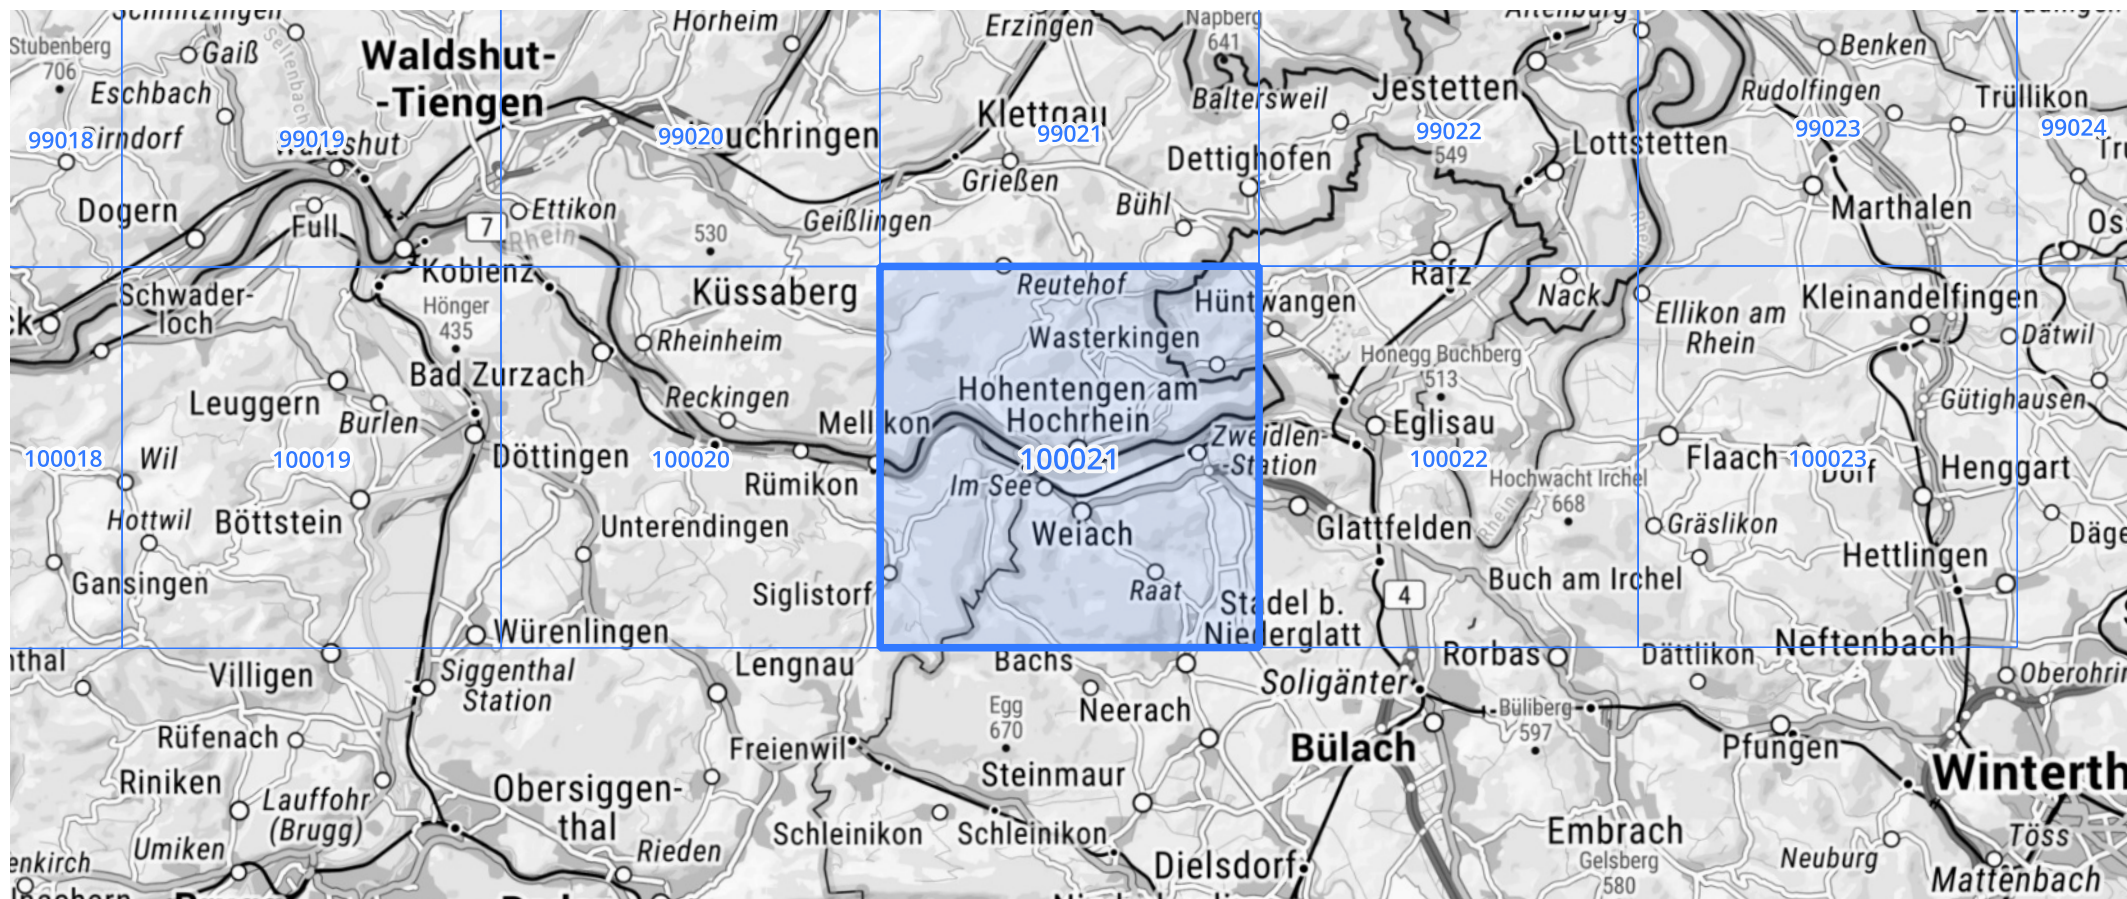 Horheim
Erzingen
Napberg
641
Stubenberg
706
Gaiß
Waldshut-
-Tiengen
Benken
Eschbach
Sellenbach
Klettgau
Baltersweil
Jestetten
Rudolfingen
Trüllikon
99018
99019
99020
99021
99022
99023
99024
549
Lottstetten
Dettighofen
Grießen
Dogern
Full
7
Ettikon
Rhein
530
Geißlingen
Bühl
Marthalen
Koblenz
Rafz
Reutehof
Hüntwangen
Nack
Ellikon am
Rhein
Kleinandelfingen
Dätwil
Schwader-
loch
Hönger
435
Küssaberg
Rheinheim
Wasterkingen
Honegg Buchberg
513
Bad Zurzach
Hohentengen am
Hochrhein
Leuggern
Burlen
Reckingen
Mellikon
Eglisau
Gütighausen
100018
100019
100020
100021
100022
100023
Wil
Döttingen
Rümikon
Im See
Zweidlen-
-Station
Flaach
Dorf
Henggart
Hochwacht Irchel
668
Rhein
Hottwil
Böttstein
Unterendingen
Weiach
Glattfelden
Gräslikon
Hettlingen
Gansingen
Siglistorf
Raat
Buch am Irchel
4
Stadel b.
Niederglatt
Würenlingen
Neftenbach
Villigen
Siggenthal
Station
Lengnau
Bachs
Soligänter
Rorbas
Dättlikon
Egg
670
Neerach
Büliberg
597
Rüfenach
Freienwil
Bülach
Pfungen
Riniken
Lauffohr
(Brugg)
Obersiggen-
thal
Steinmaur
Umiken
Rieden
Schleinikon
Schleinikon
Dielsdorf
Embrach
Gelsberg
580
Neuburg
Töss
Mattenbach